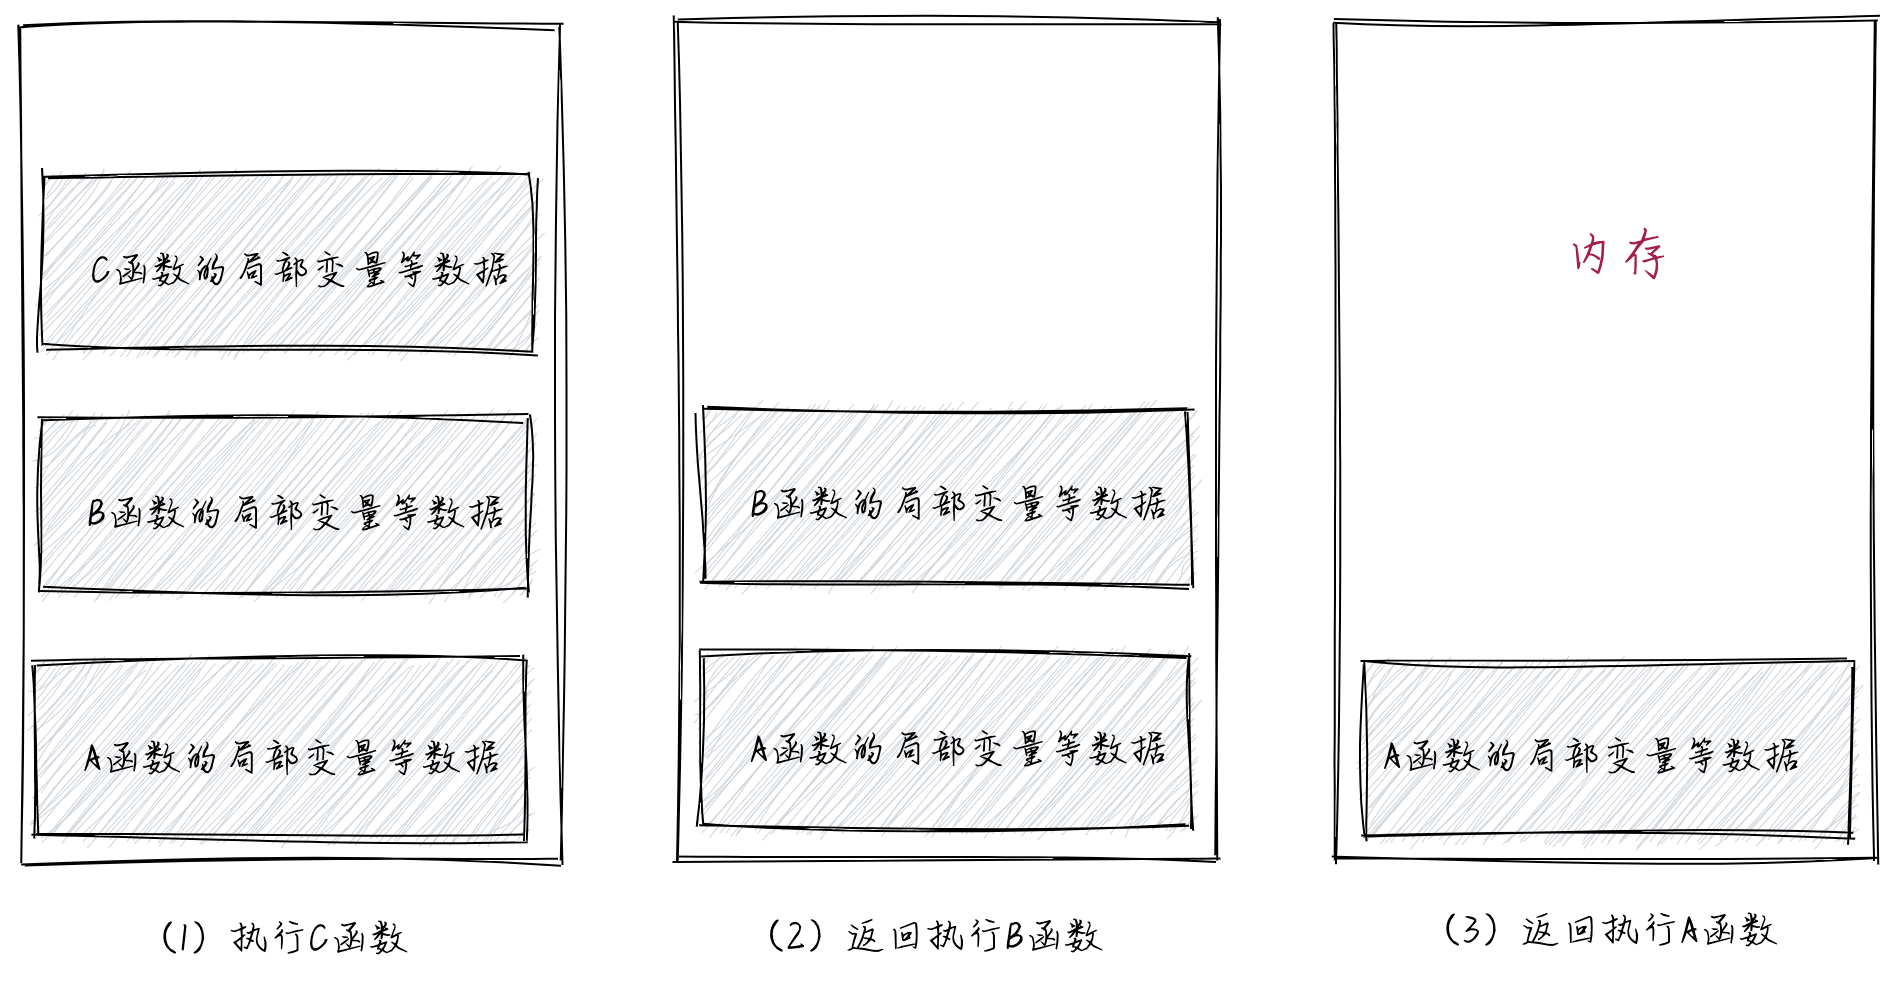 C函数的局部变量等数据
B函数的局部变量等数据
A函数的局部变量等数据
(1) 执行C函数
B函数的局部变量等数据
A函数的局部变量等数据
(2) 返回执行B函数
内存
A函数的局部变量等数据
(3) 返回执行A函数